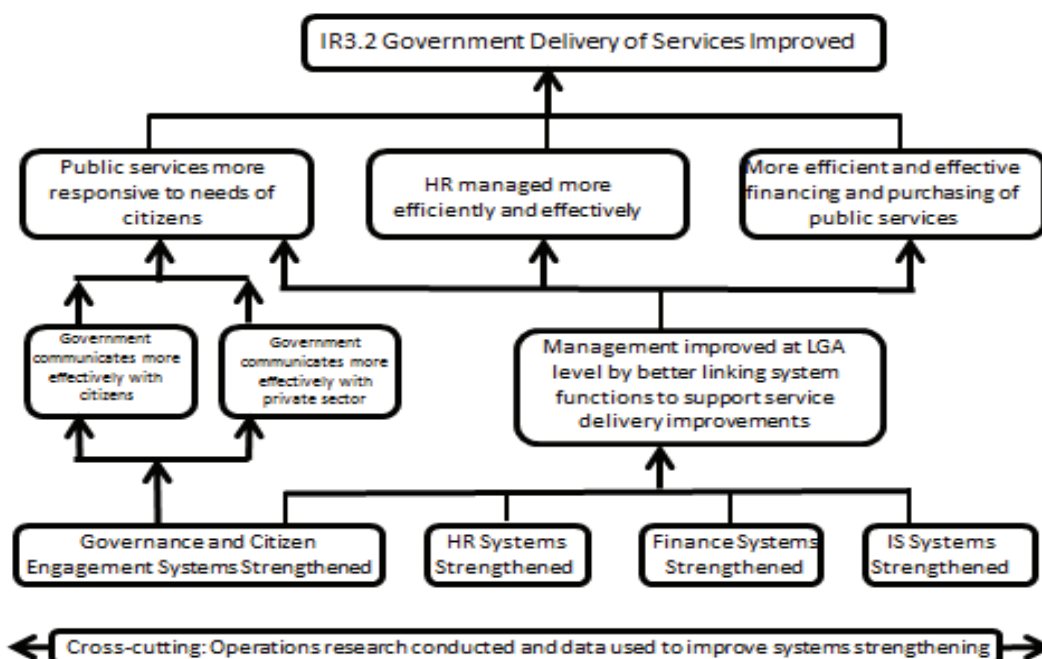 IR3.2 Government Delivery of Services Improved
Public services more
responsive to needs of
citizens
HR managed more
efficiently and effectively
More efficient and effective
financing and purchasing of
public services
Government
communicates more
effectively with
citizens
Government
communicates more
effectively with
private sector
Management improved at LGA
level by better linking system
functions to support service
delivery improvements
Governance and Citizen
Engagement Systems Strengthened
HR Systems
Strengthened
Finance Systems
Strengthened
IS Systems
Strengthened
Cross-cutting: Operations research conducted and data used to improve systems strengthening